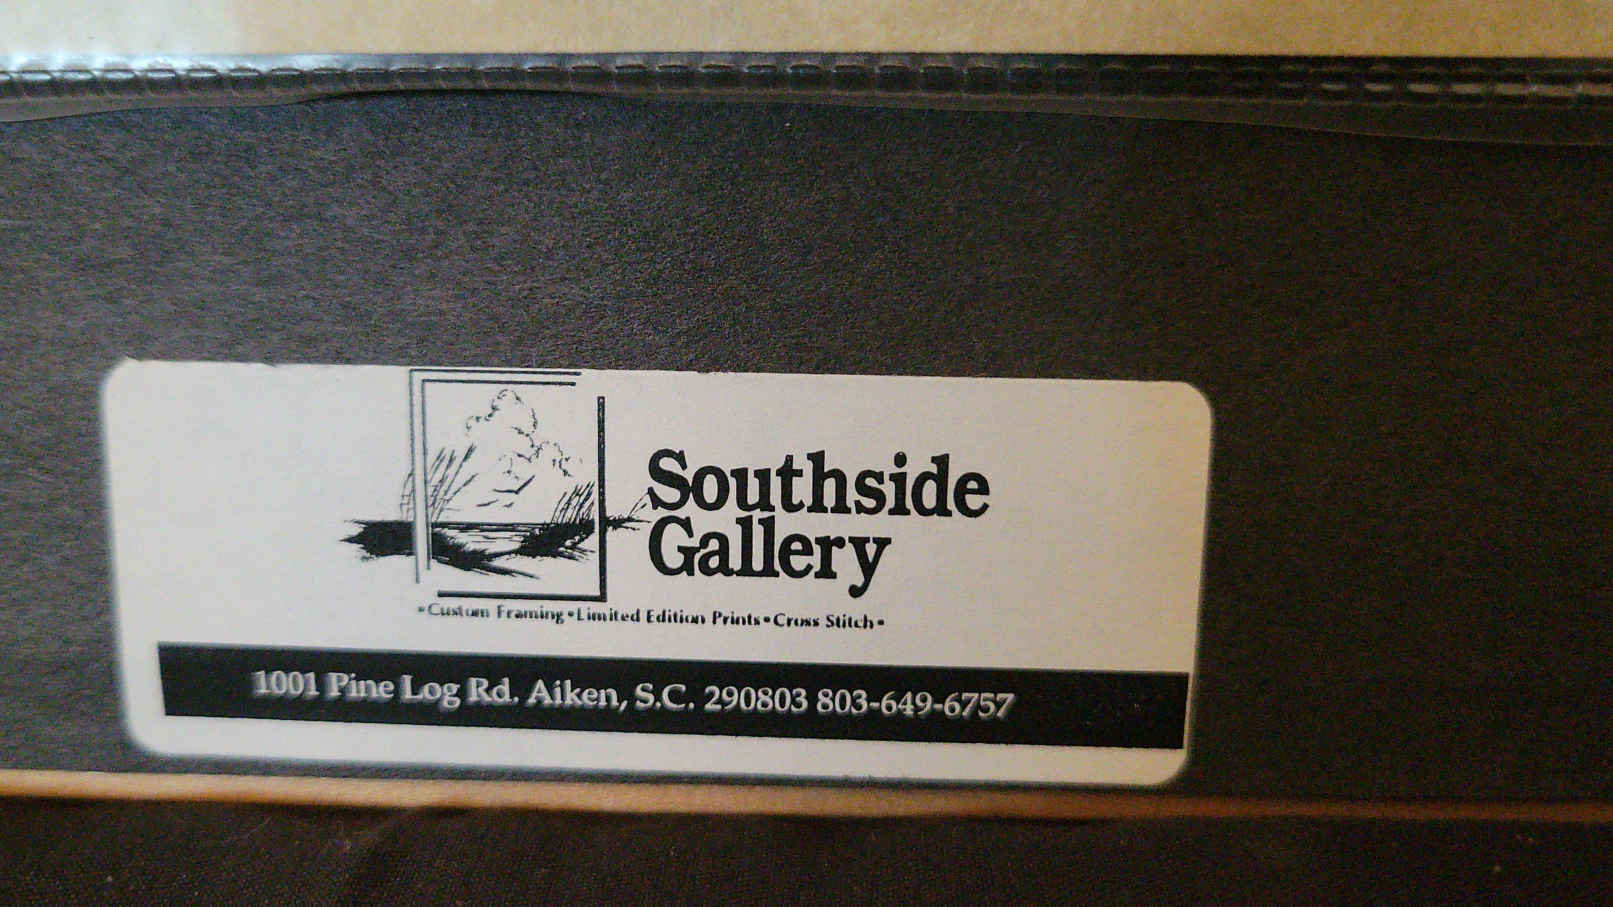 Southside
Gallery
•Custom Framing•Limited Edition Prints•Cross Stitch•
1001 Pine Log Rd. Aiken, S.C. 290803 803-649-6757